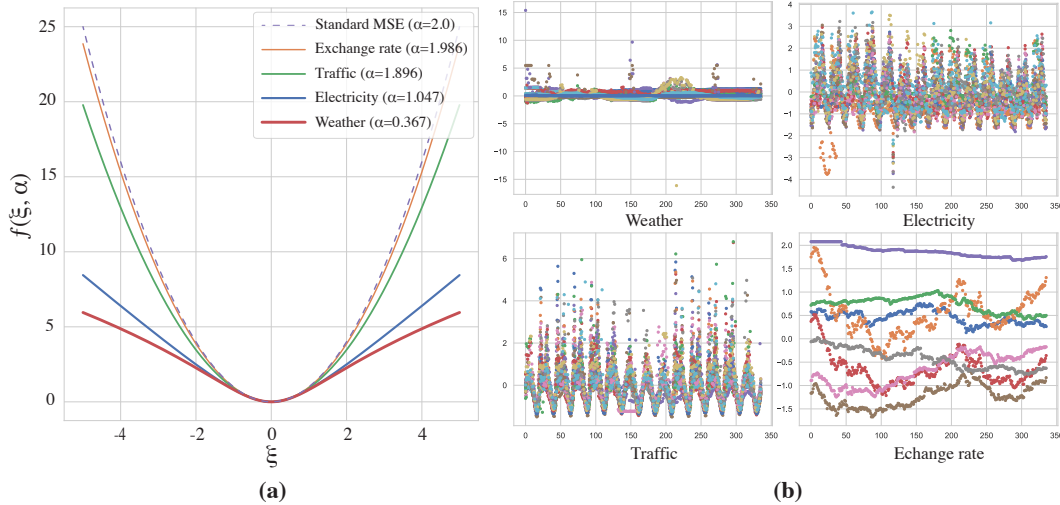 25
20
15
10
5
0
-4
-2
0
2
4
f(ξ, α)
ξ
Standard MSE (α=2.0)
Exchange rate (α=1.986)
Traffic (α=1.896)
Electricity (α=1.047)
Weather (α=0.367)
(a)
15
10
5
0
−5
−10
−15
0 50 100 150 200 250 300 350
Weather
4
3
2
1
0
−1
−2
−3
−4
0 50 100 150 200 250 300 350
Electricity
6
4
2
0
0 50 100 150 200 250 300 350
Traffic
2.0
1.5
1.0
0.5
0.0
−0.5
−1.0
−1.5
0 50 100 150 200 250 300 350
Echange rate
(b)